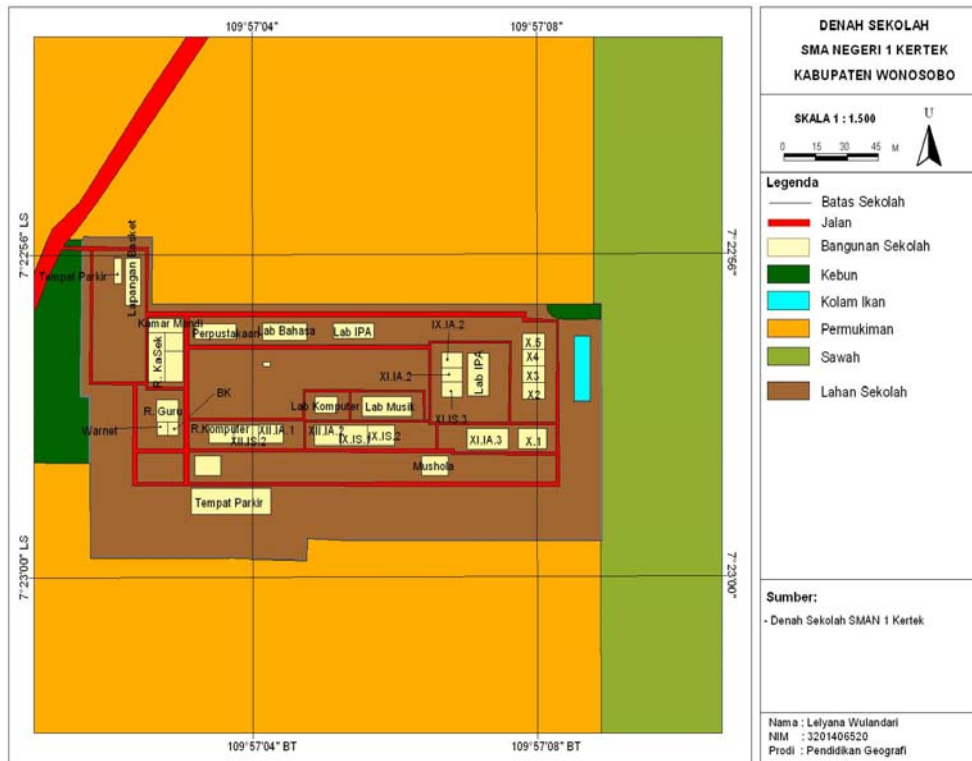 109°57'04"
109°57'08"
7°22'56" LS
7°22'56"
Tempat Parkir
Lapangan Basket
Kamar Mandi
R. KaSek
Perpustakaan
Lab Bahasa
Lab IPA
IX.IA.2
XI.IA.2
XI.IS.3
Lab IPA
X.5
X4
X3
X2
BK
R. Guru
Warnet
Lab Komputer
Lab Musik
R.Komputer
XII.IA.1
XII.IS.2
XII.IA.2
IX.IS.1
IX.IS.2
XI.IA.3
X.1
Mushola
Tempat Parkir
7°23'00" LS
7°23'00"
109°57'04" BT
109°57'08" BT
DENAH SEKOLAH
SMA NEGERI 1 KERTEK
KABUPATEN WONOSOBO
SKALA 1 : 1.500
U
0 15 30 45 M
Legenda
Batas Sekolah
Jalan
Bangunan Sekolah
Kebun
Kolam Ikan
Permukiman
Sawah
Lahan Sekolah
Sumber:
- Denah Sekolah SMAN 1 Kertek
Nama : Lelyana Wulandari
NIM : 3201406520
Prodi : Pendidikan Geografi